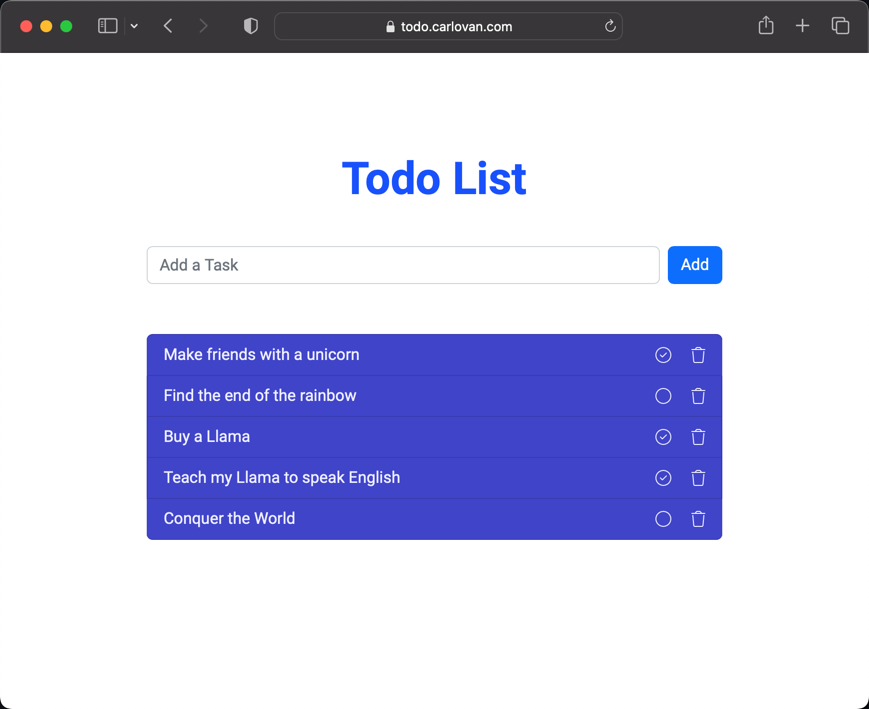 todo.carlovan.com
Todo List
Add a Task
Add
Make friends with a unicorn
Find the end of the rainbow
Buy a Llama
Teach my Llama to speak English
Conquer the World